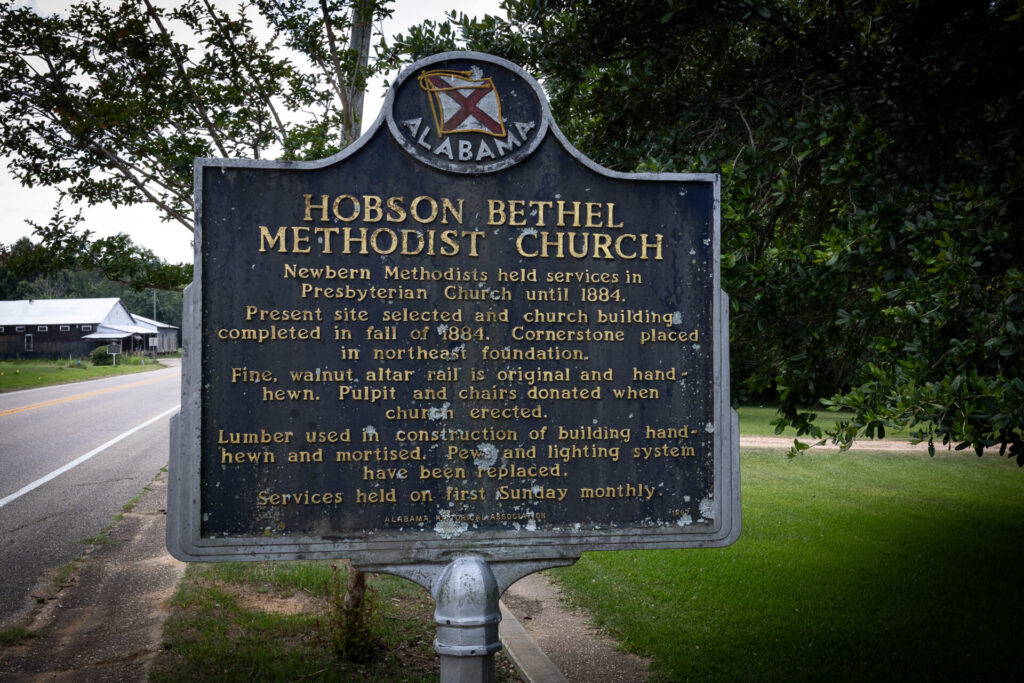 ALABAMA
HOBSON BETHEL
METHODIST CHURCH
Newbern Methodists held services in
Presbyterian Church until 1884.
Present site selected and church building
completed in fall of 1884. Cornerstone placed
in northeast foundation.
Fine, walnut altar rail is original and hand-
hewn. Pulpit and chairs donated when
church erected.
Lumber used in construction of building hand-
hewn and mortised. Pews and lighting system
have been replaced.
Services held on first Sunday monthly.
ALABAMA HISTORICAL ASSOCIATION